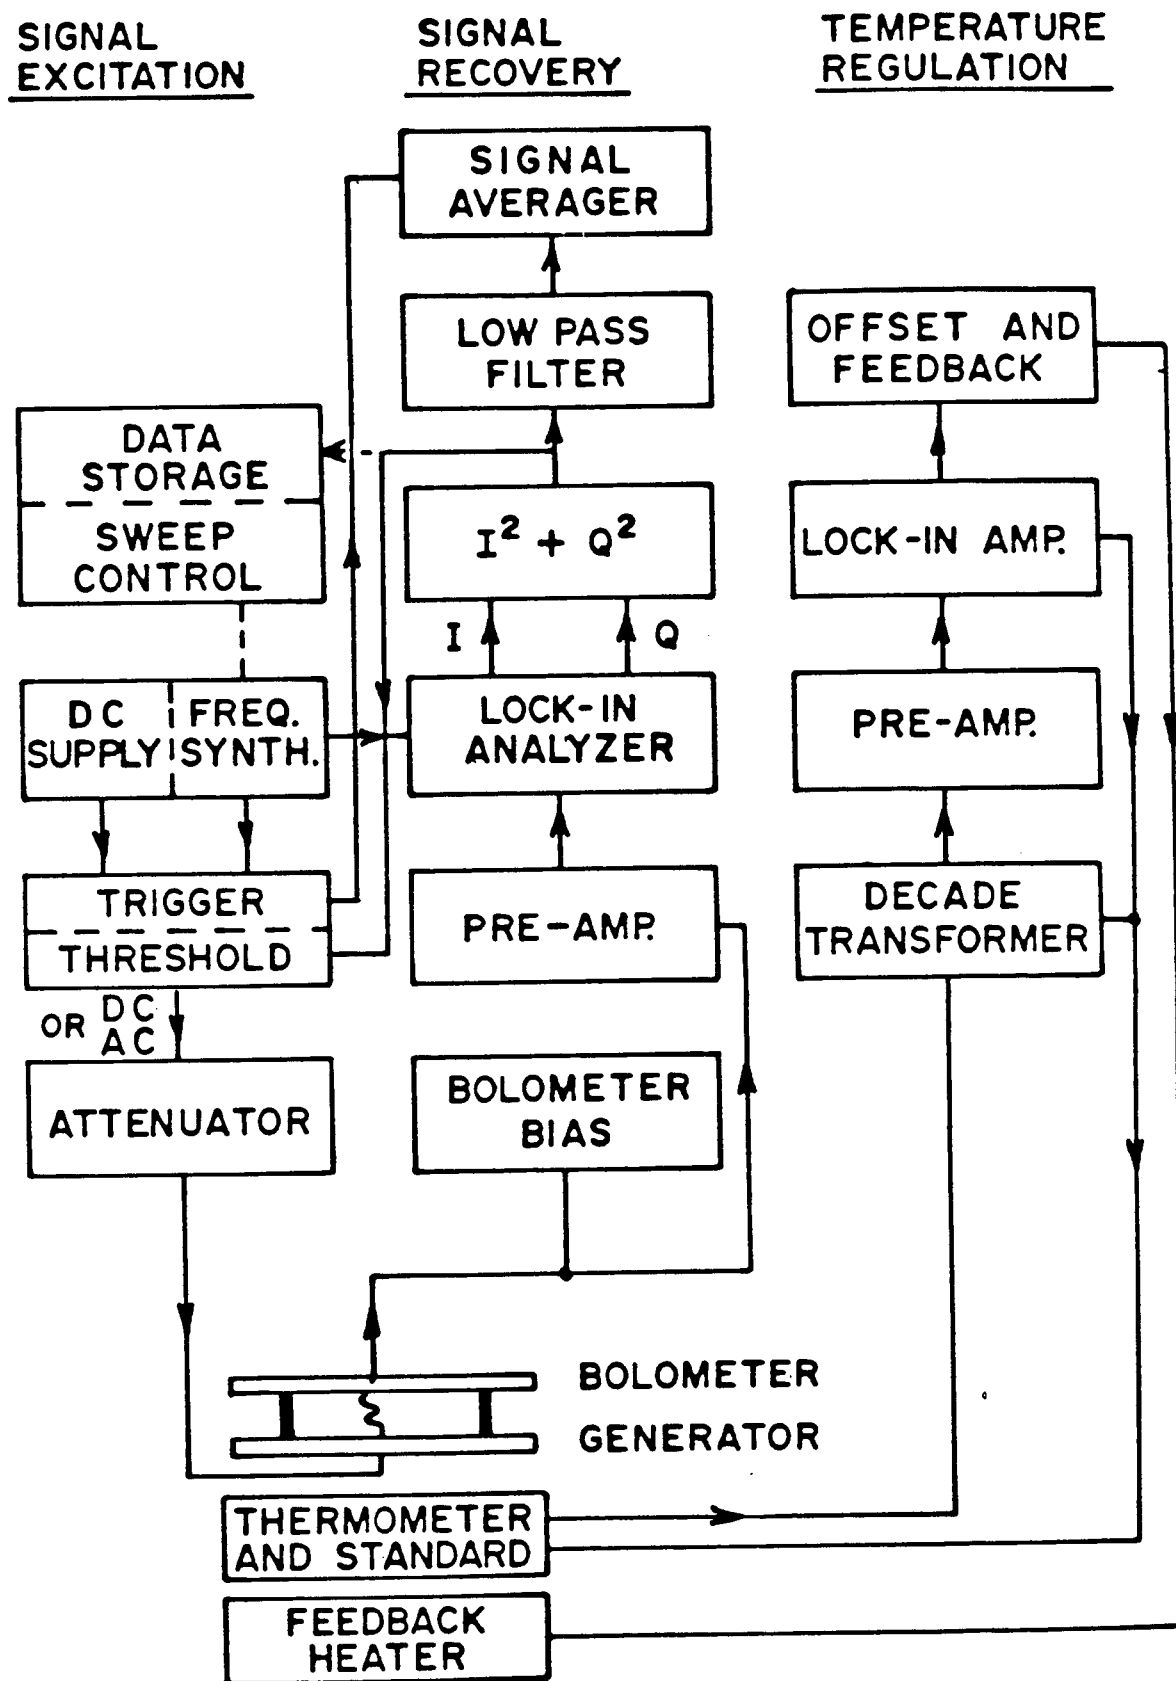 SIGNAL
EXCITATION
SIGNAL
RECOVERY
TEMPERATURE
REGULATION
SIGNAL
AVERAGER
LOW PASS
FILTER
OFFSET AND
FEEDBACK
DATA
STORAGE
SWEEP
CONTROL
I² + Q²
LOCK-IN AMP.
I
Q
DC
SUPPLY
FREQ.
SYNTH.
LOCK-IN
ANALYZER
PRE-AMP.
TRIGGER
THRESHOLD
PRE-AMP.
DECADE
TRANSFORMER
OR DC
AC
ATTENUATOR
BOLOMETER
BIAS
BOLOMETER
GENERATOR
THERMOMETER
AND STANDARD
FEEDBACK
HEATER